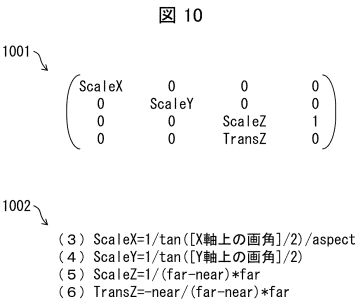 図 10
1001
ScaleX 0 0 0
0 ScaleY 0 0
0 0 ScaleZ 1
0 0 TransZ 0
1002
(3) ScaleX=1/tan([X軸上の画角]/2)/aspect
(4) ScaleY=1/tan([Y軸上の画角]/2)
(5) ScaleZ=1/(far-near)*far
(6) TransZ=-near/(far-near)*far